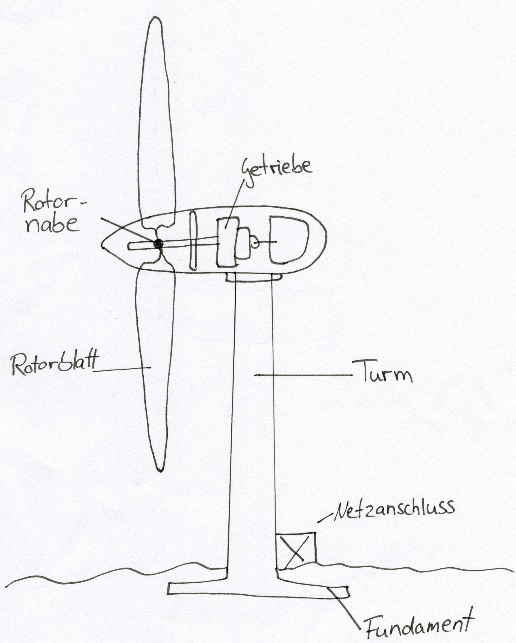 Getriebe
Rotor-
nabe
Rotorblatt
Turm
Netzanschluss
Fundament